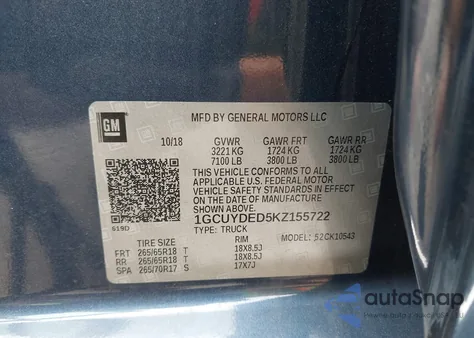 MFD BY GENERAL MOTORS LLC
GM
10/18 GVWR GAWR FRT GAWR RR
3221 KG 1724 KG 1724 KG
7100 LB 3800 LB 3800 LB
THIS VEHICLE CONFORMS TO ALL APPLICABLE
U.S. FEDERAL MOTOR
VEHICLE SAFETY STANDARDS IN EFFECT
ON THE DATE OF MANUFACTURE
SHOWN ABOVE.
1GCUYDED5KZ155722
619D TYPE: TRUCK MODEL: 52CK10543
TIRE RIM
FRT 265/65R18 T 18X8.5J
RR 265/65R18 T 18X8.5J
SPA 265/70R17 S 17X7J
autoSnap